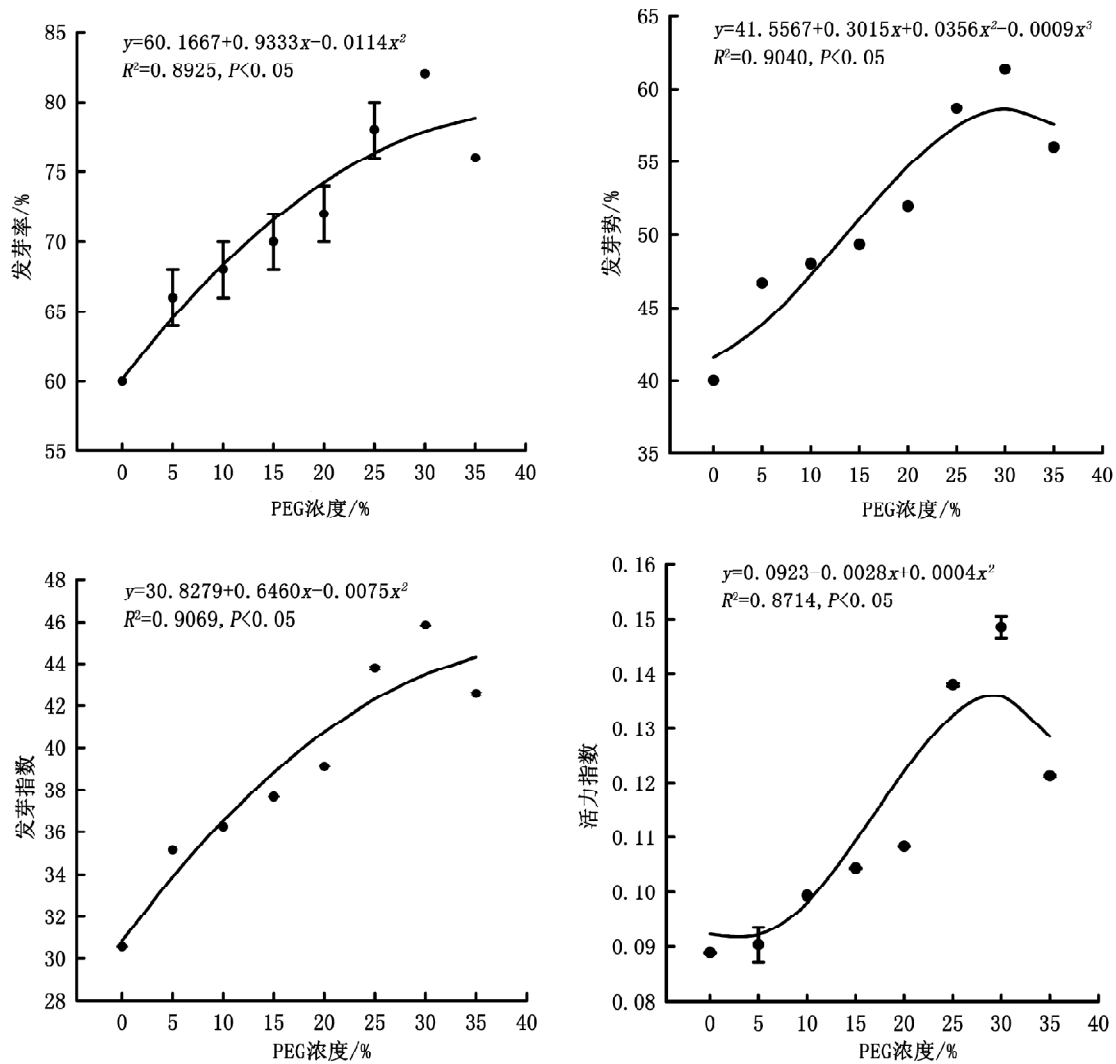 y=60.1667+0.9333x-0.0114x²
R²=0.8925, P<0.05
85
80
75
70
65
60
55
发芽率/%
0 5 10 15 20 25 30 35 40
PEG浓度/%
y=41.5567+0.3015x+0.0356x²-0.0009x³
R²=0.9040, P<0.05
65
60
55
50
45
40
35
发芽势/%
0 5 10 15 20 25 30 35 40
PEG浓度/%
y=30.8279+0.6460x-0.0075x²
R²=0.9069, P<0.05
48
46
44
42
40
38
36
34
32
30
28
发芽指数
0 5 10 15 20 25 30 35 40
PEG浓度/%
y=0.0923-0.0028x+0.0004x²
R²=0.8714, P<0.05
0.16
0.15
0.14
0.13
0.12
0.11
0.10
0.09
0.08
活力指数
0 5 10 15 20 25 30 35 40
PEG浓度/%